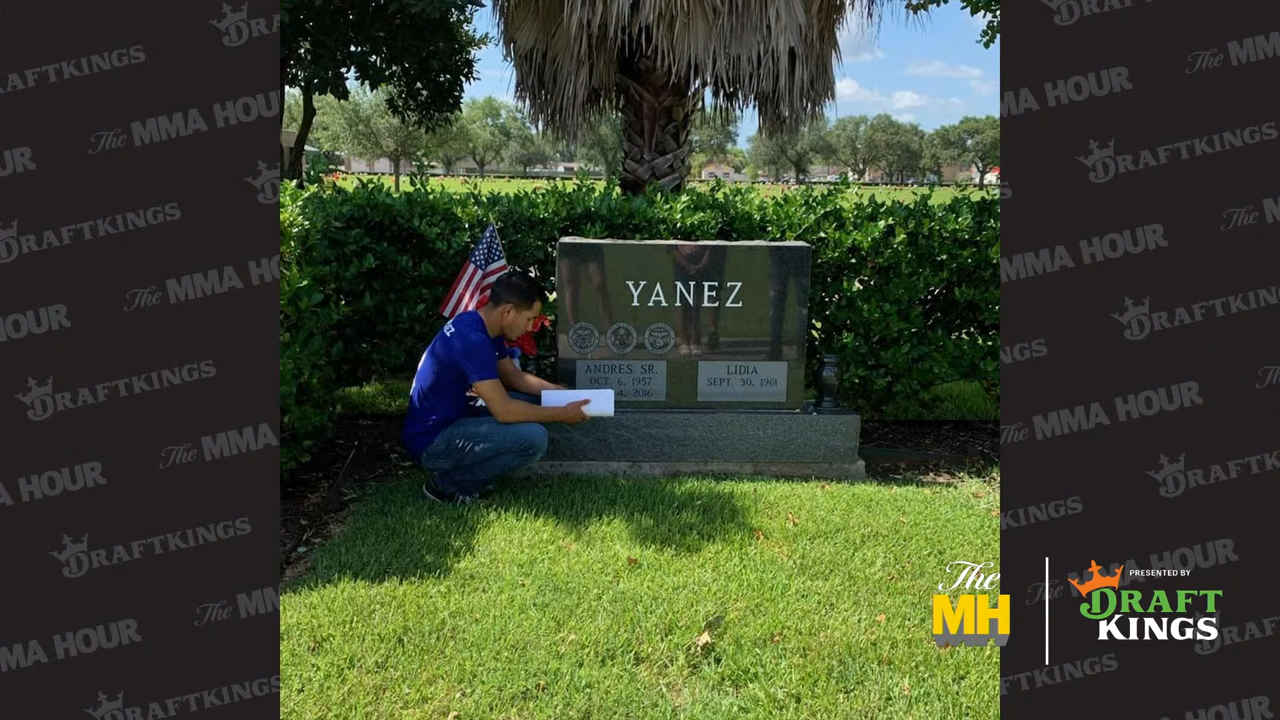 YANEZ
ANDRES SR.
OCT. 6, 1957
4, 2016
LIDIA
SEPT. 30, 1961
The
MH
PRESENTED BY
DRAFT
KINGS
The MMA HOUR
DRAFTKINGS